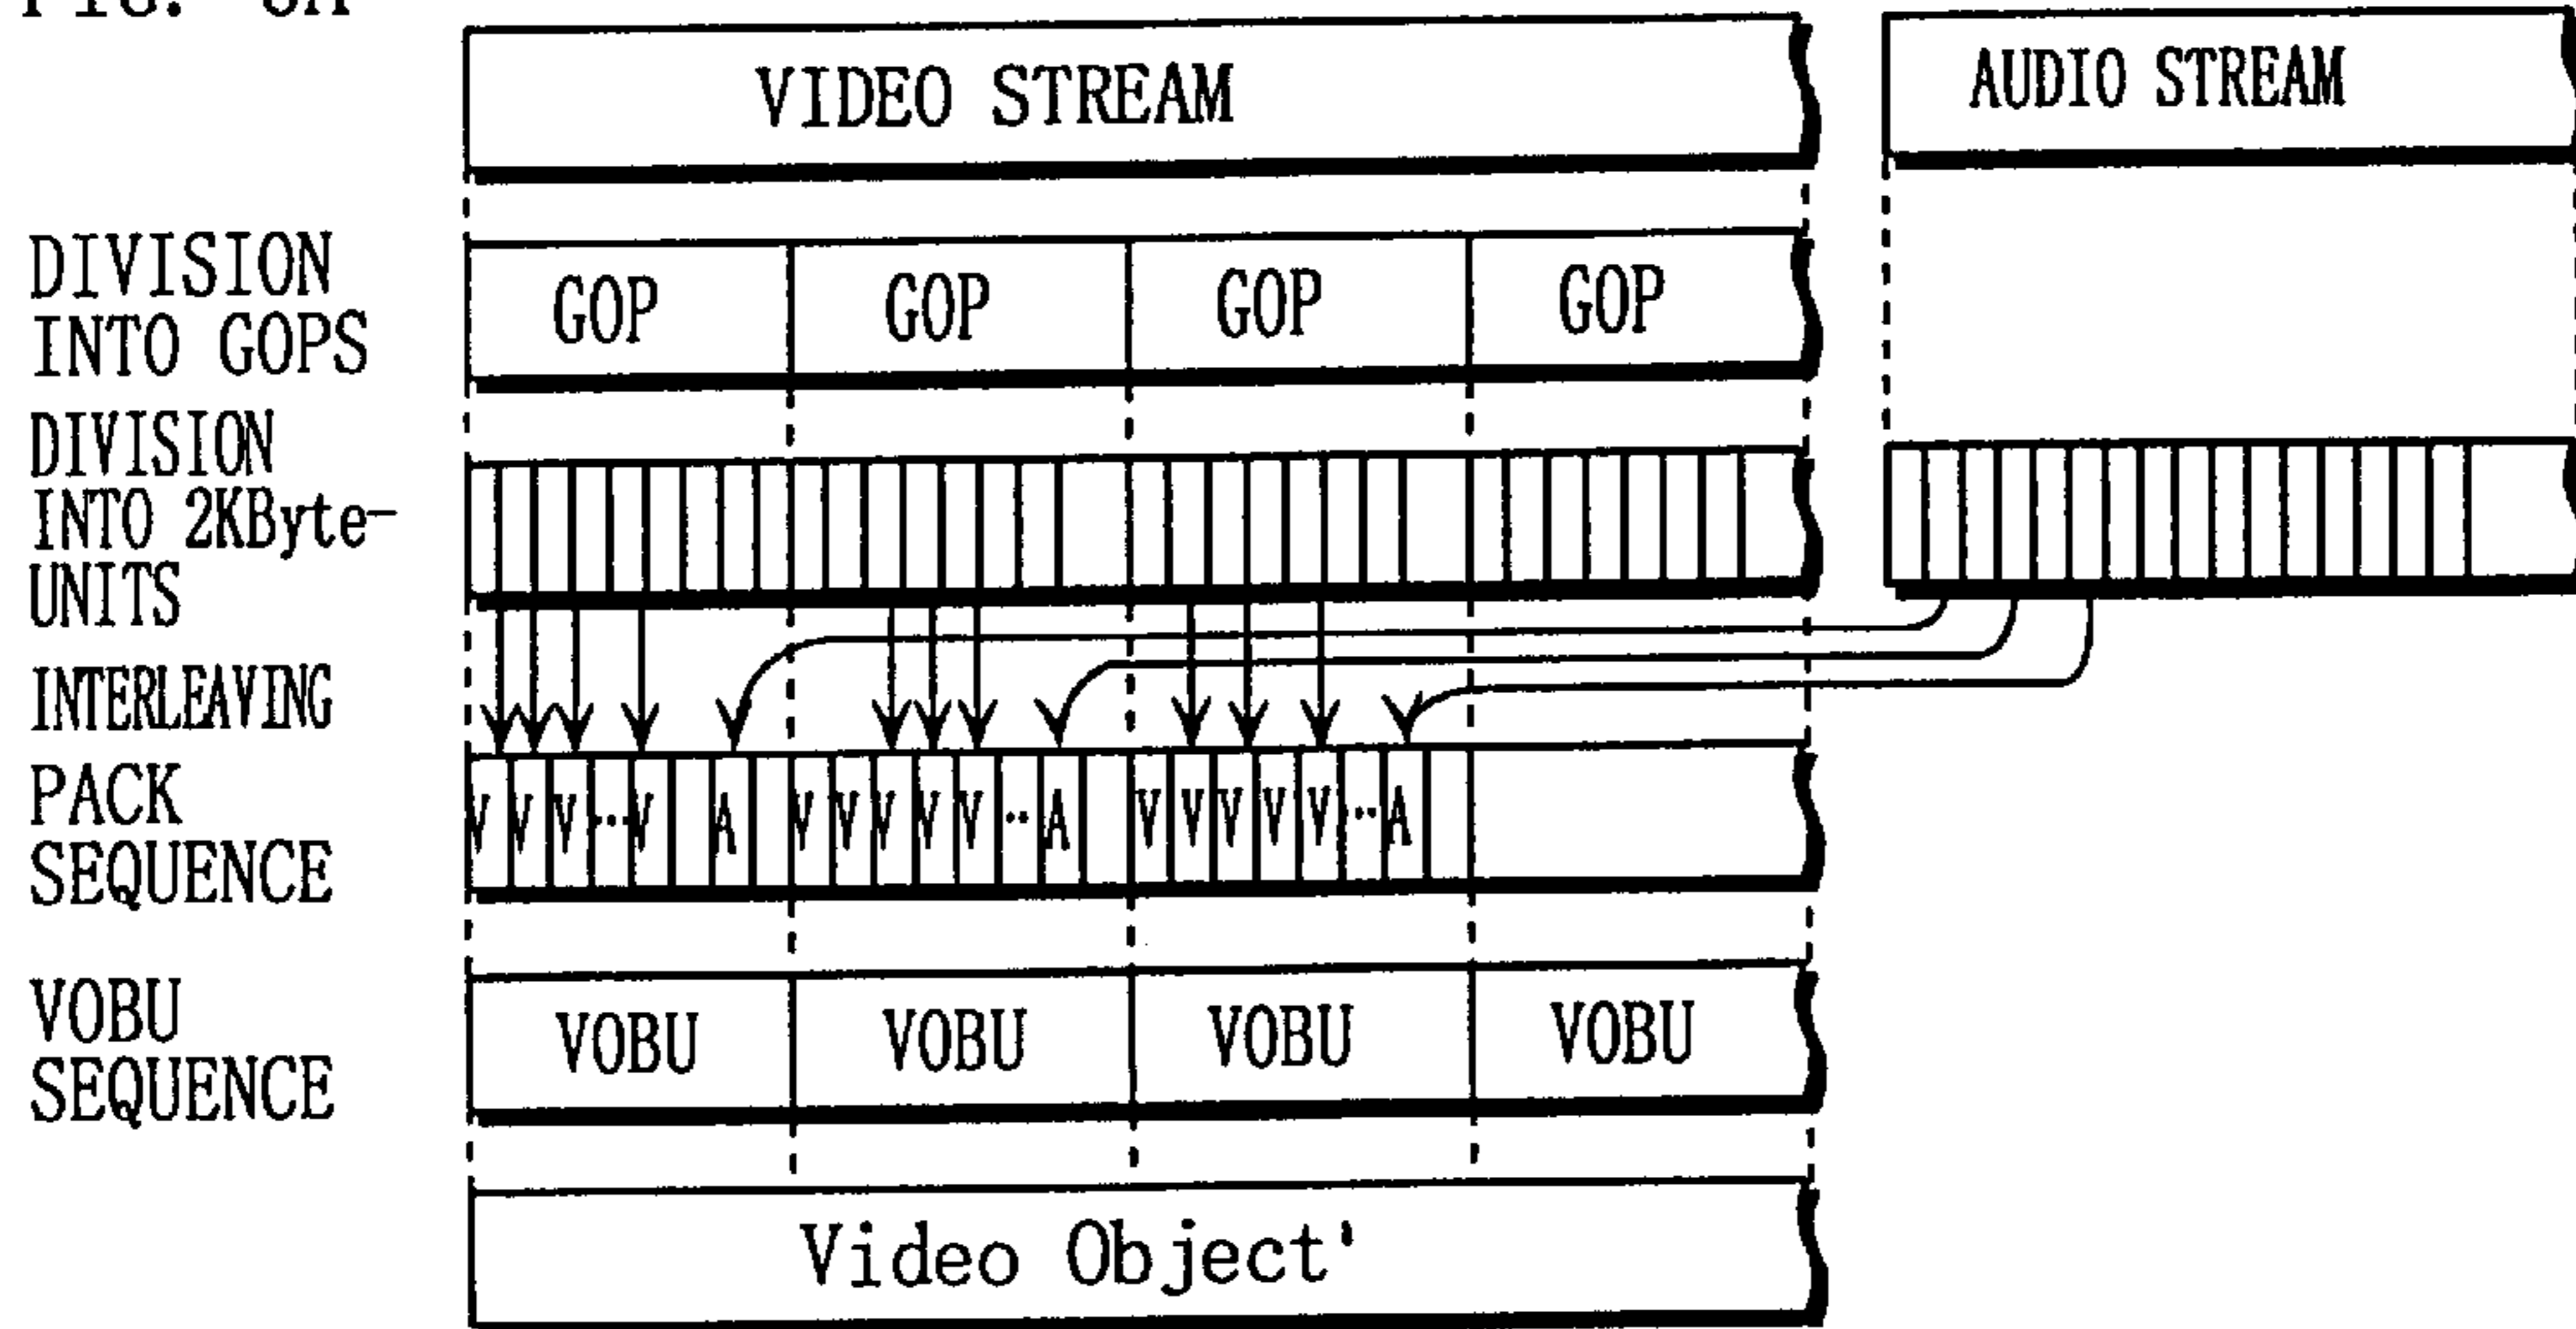 VIDEO STREAM
AUDIO STREAM
DIVISION
INTO GOPS
GOP GOP GOP GOP
DIVISION
INTO 2KByte-
UNITS
INTERLEAVING
PACK
SEQUENCE
V V V ... V A V V V V V .. A V V V V V .. A
VOBU
SEQUENCE
VOBU VOBU VOBU VOBU
Video Object'